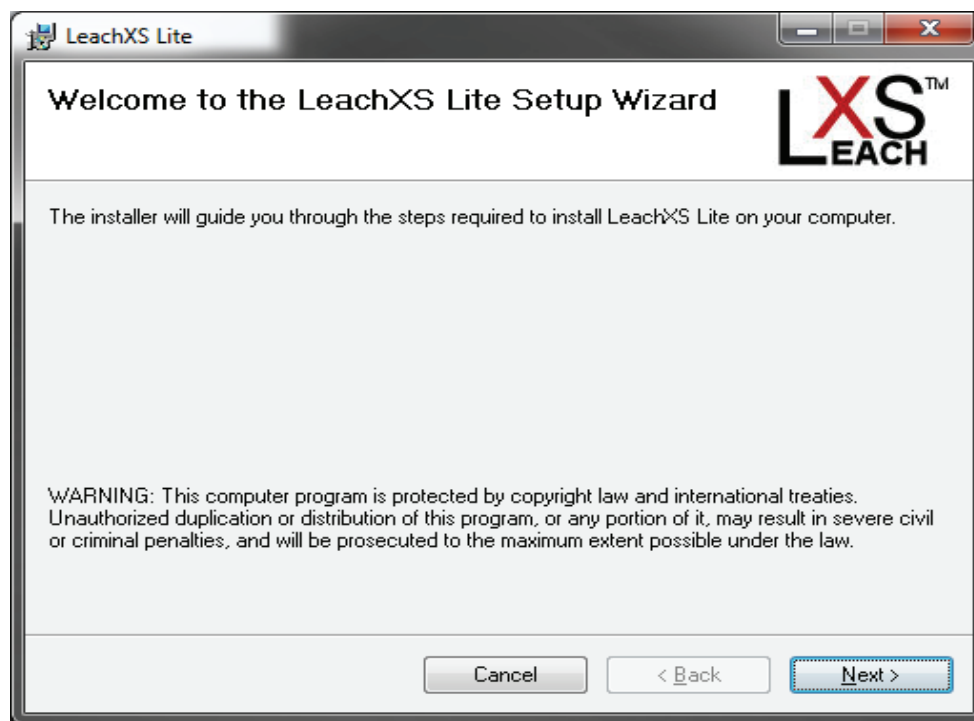 LeachXS Lite
Welcome to the LeachXS Lite Setup Wizard
LXS™
EACH
The installer will guide you through the steps required to install LeachXS Lite on your computer.
WARNING: This computer program is protected by copyright law and international treaties.
Unauthorized duplication or distribution of this program, or any portion of it, may result in severe civil
or criminal penalties, and will be prosecuted to the maximum extent possible under the law.
Cancel < Back Next >